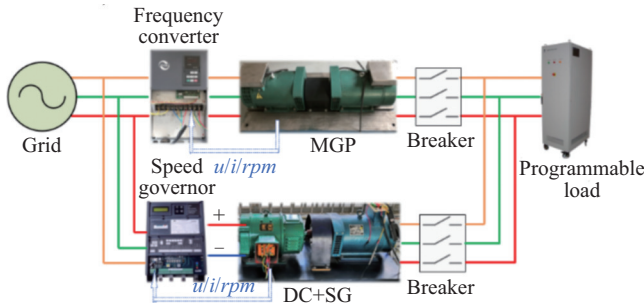 Frequency
converter
Grid
u/i/rpm
MGP
Breaker
Programmable
load
Speed
governor
+
−
u/i/rpm
DC+SG
Breaker